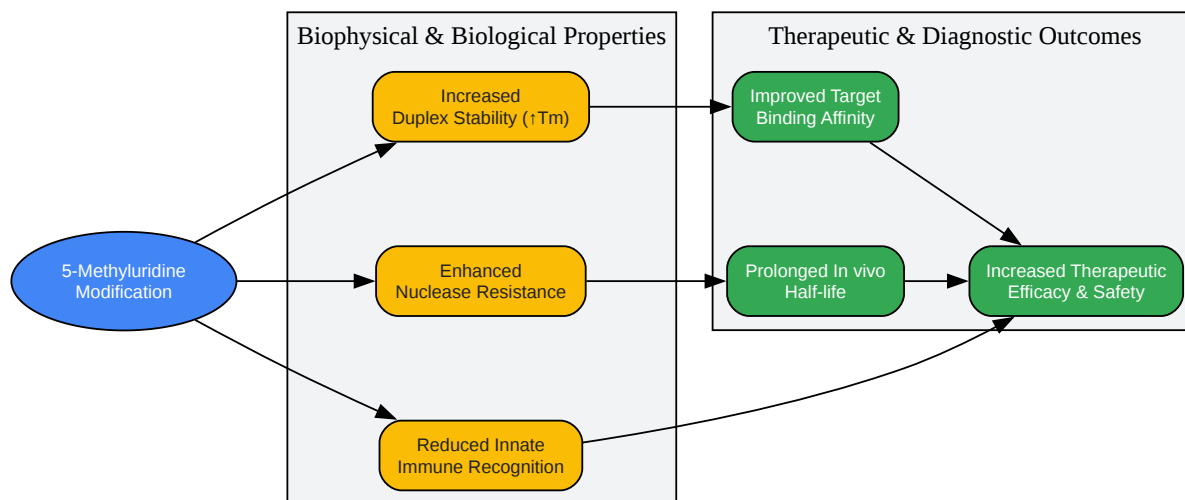 Biophysical & Biological Properties
Therapeutic & Diagnostic Outcomes
Increased
Duplex Stability (↑Tm)
Improved Target
Binding Affinity
5-Methyluridine
Modification
Enhanced
Nuclease Resistance
Prolonged In vivo
Half-life
Increased Therapeutic
Efficacy & Safety
Reduced Innate
Immune Recognition